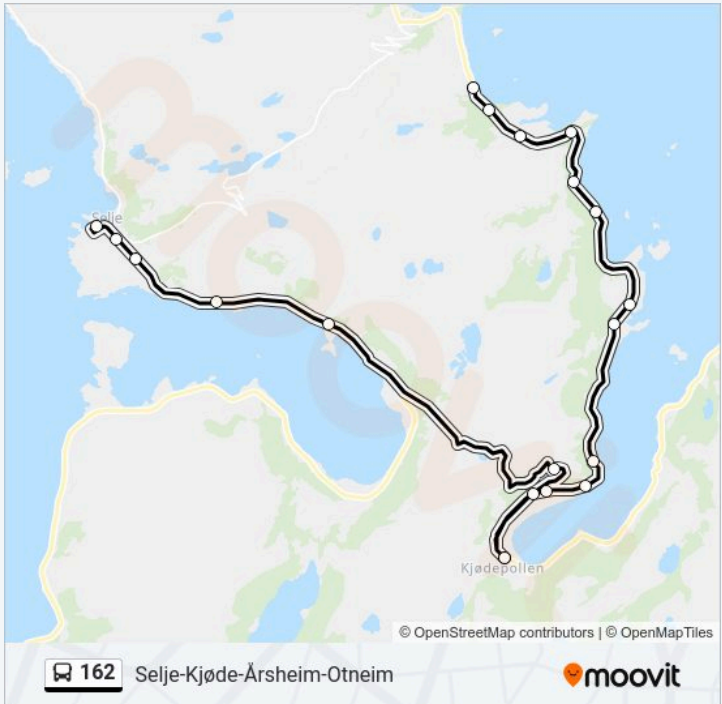 Selje
Kjødepollen
© OpenStreetMap contributors | © OpenMapTiles
162 Selje-Kjøde-Årsheim-Otneim
moovit